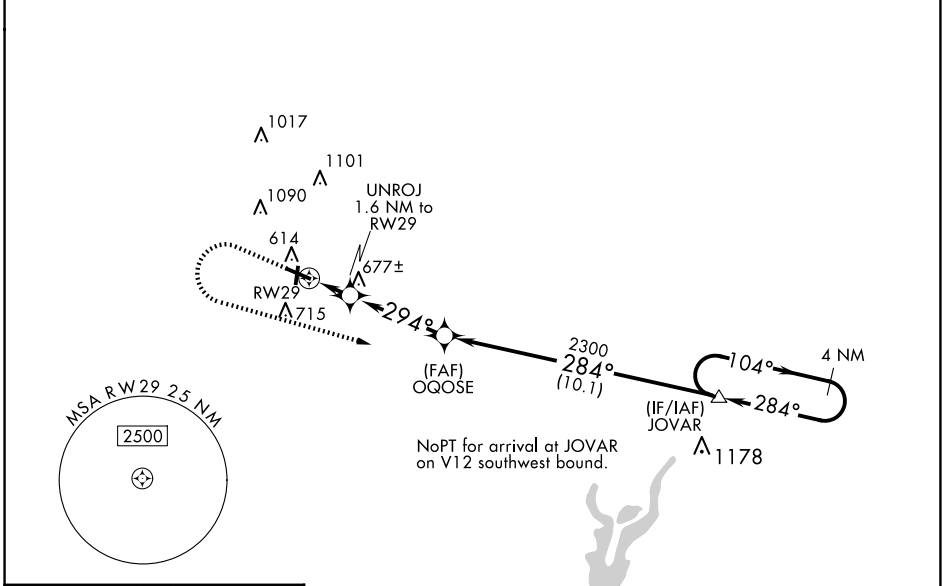 1017
1101
1090
UNROJ
1.6 NM to
RW29
614
677±
RW29
715
294°
(FAF)
OQOSE
2300
284°
(10.1)
104°
4 NM
284°
(IF/IAF)
JOVAR
1178
NoPT for arrival at JOVAR
on V12 southwest bound.
MSA RW29 25 NM
2500